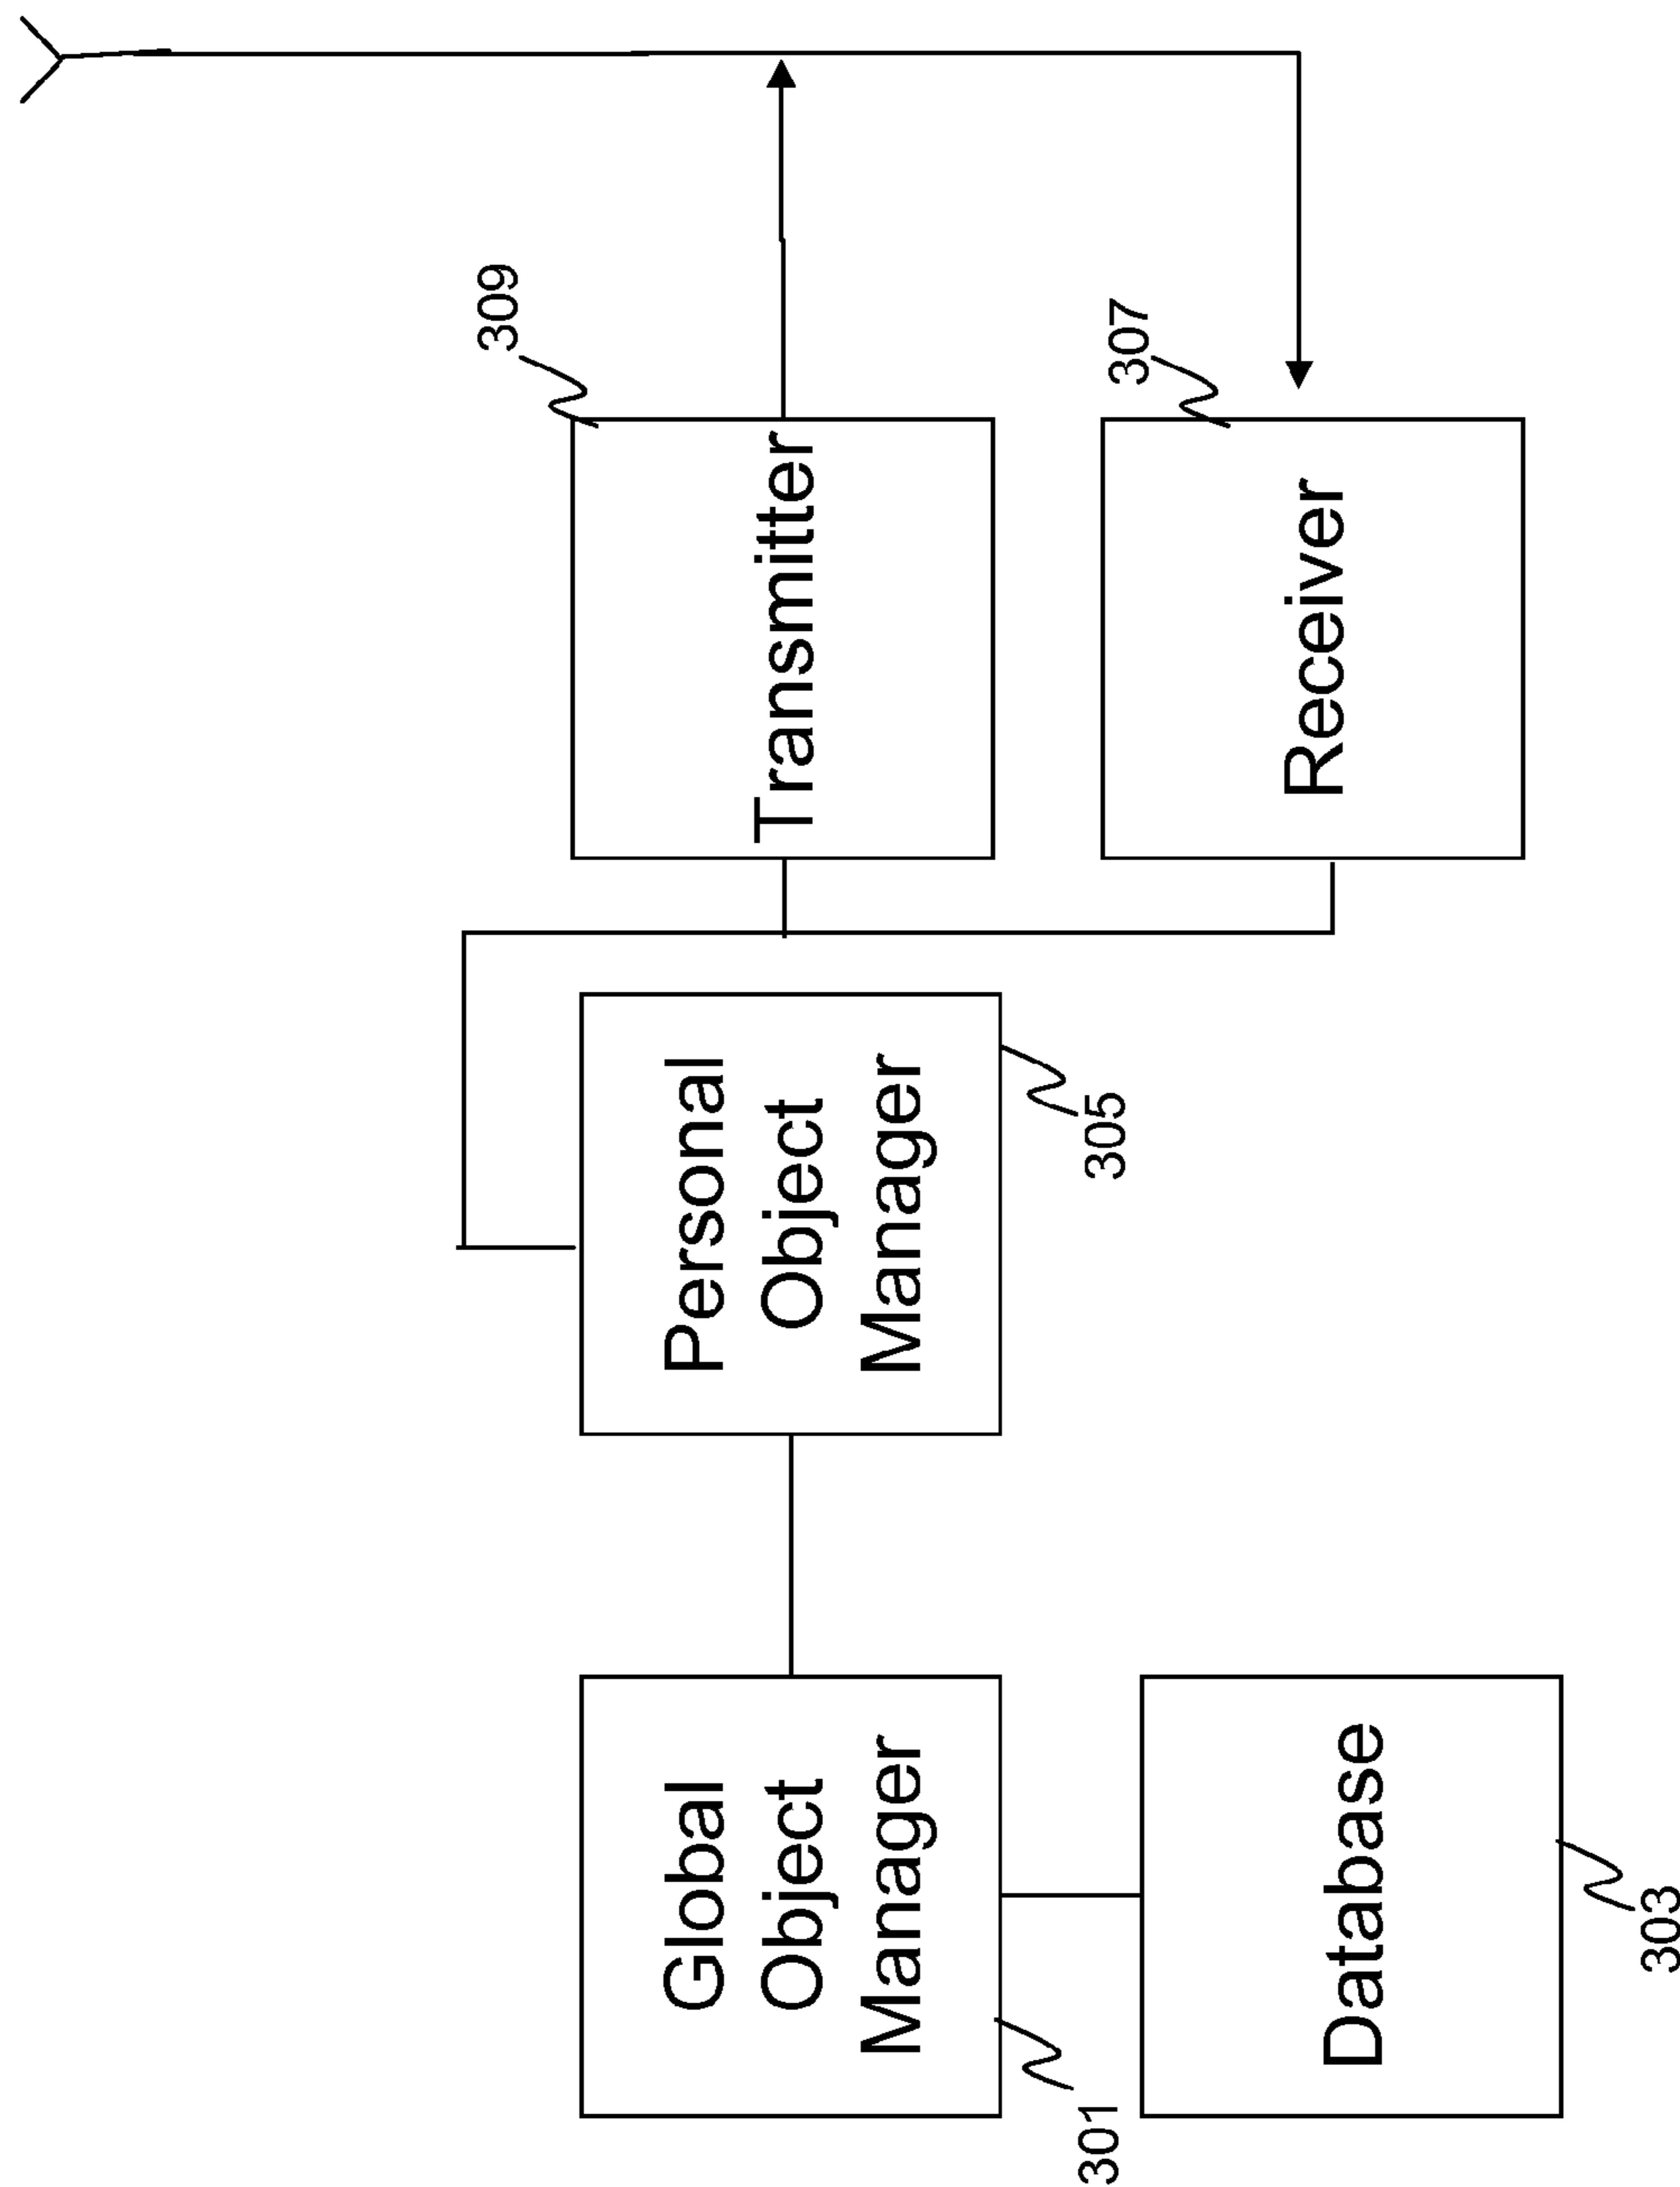 309
Transmitter
307
Receiver
Personal
Object
Manager
305
Global
Object
Manager
301
Database
303